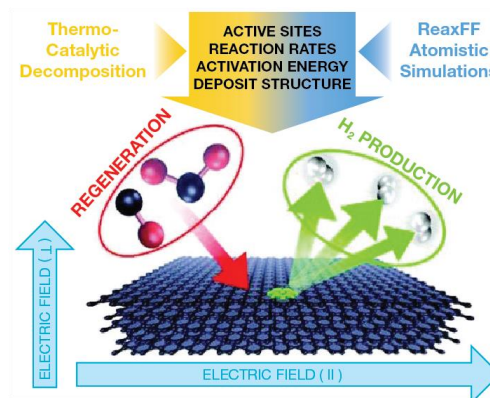 Thermo-
Catalytic
Decomposition
ACTIVE SITES
REACTION RATES
ACTIVATION ENERGY
DEPOSIT STRUCTURE
ReaxFF
Atomistic
Simulations
REGENERATION
H₂ PRODUCTION
ELECTRIC FIELD (⊥)
ELECTRIC FIELD ( II )